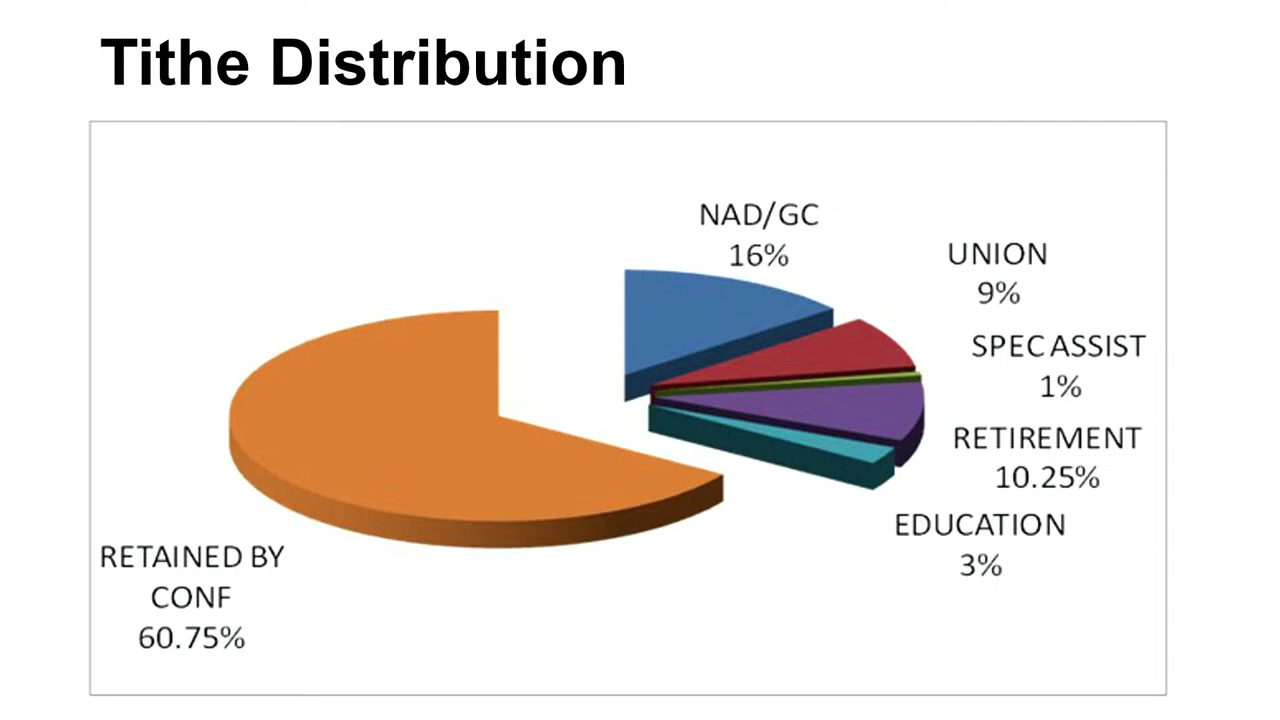 Tithe Distribution
NAD/GC
16%
UNION
9%
SPEC ASSIST
1%
RETIREMENT
10.25%
EDUCATION
3%
RETAINED BY
CONF
60.75%